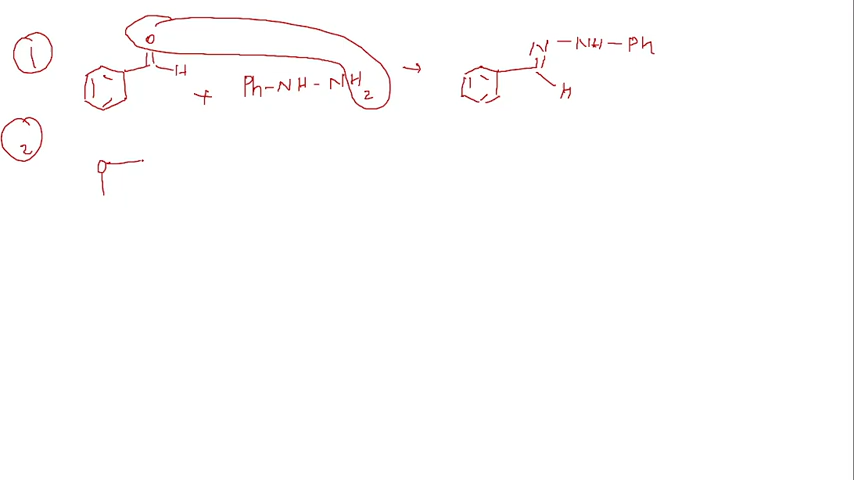 1
O
H
+ Ph-NH-NH2 →
N-NH-Ph
H
2
O